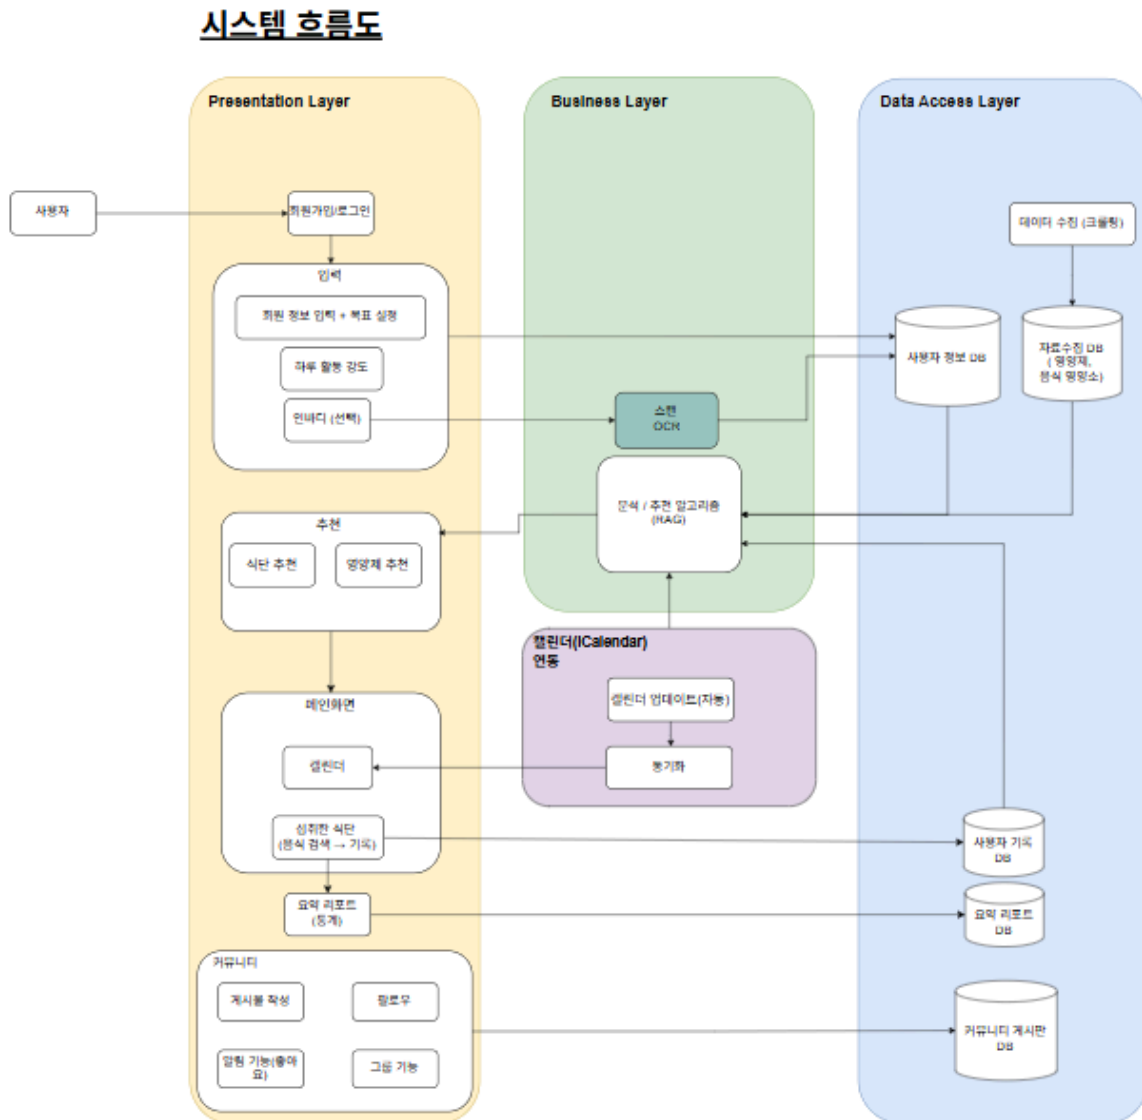 시스템 흐름도
Presentation Layer
Business Layer
Data Access Layer
사용자
회원가입/로그인
데이터 수집 (크롤링)
입력
회원 정보 입력 + 목표 설정
하루 활동 강도
인바디 (선택)
스캔
OCR
사용자 정보 DB
자료수집 DB
( 영양제,
음식 영양소)
분석 / 추천 알고리즘
(RAG)
추천
식단 추천
영양제 추천
캘린더(iCalendar)
연동
캘린더 업데이트(자동)
동기화
메인화면
캘린더
섭취한 식단
(음식 검색 → 기록)
사용자 기록
DB
요약 리포트
(통계)
요약 리포트
DB
커뮤니티
게시물 작성
팔로우
알림 기능(좋아
요)
그룹 기능
커뮤니티 게시판
DB